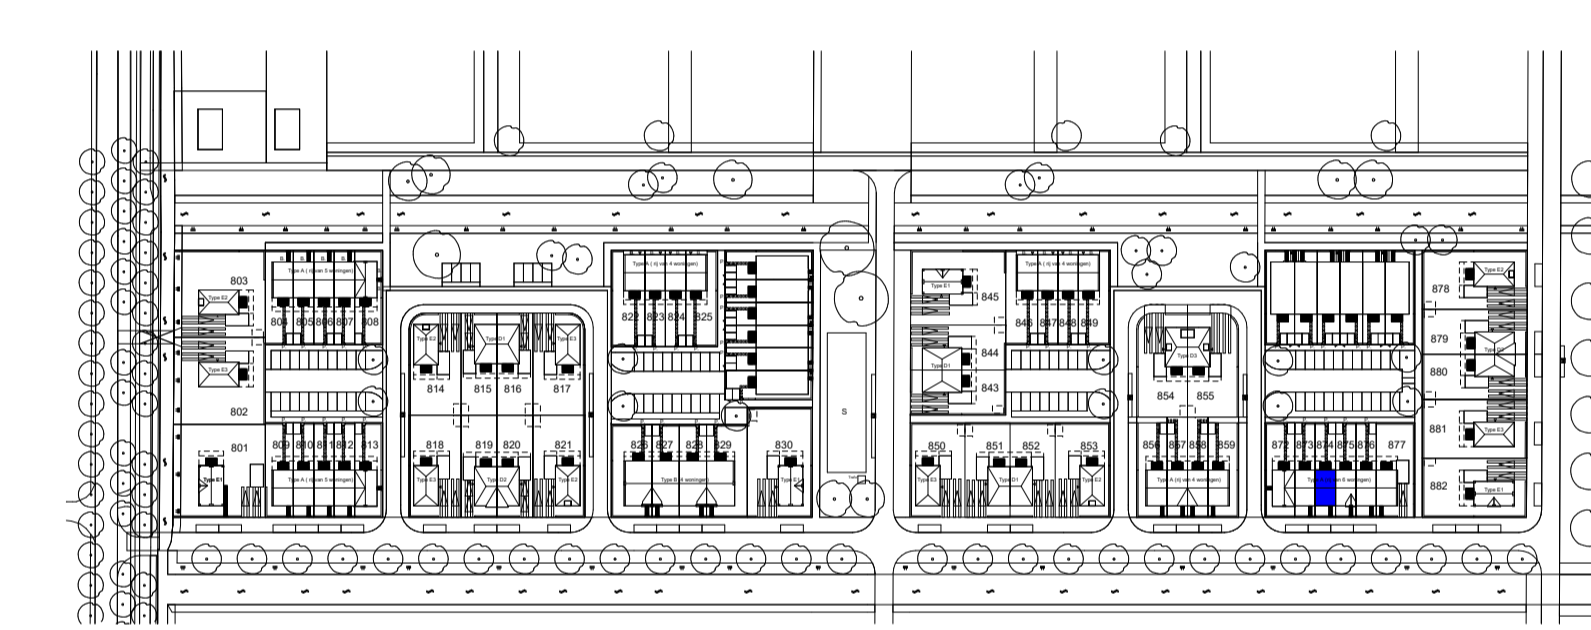 803
Type E2
Type E3
802
801
Type E1
Type A ( rij van 5 woningen)
804 805 806 807 808
809 810 811 812 813
Type A ( rij van 5 woningen)
Type E2
Type D1
Type E3
814
815 816
817
818
819 820
821
Type E3
Type D2
Type E2
Type A ( rij van 4 woningen)
822 823 824 825
826 827 828 829
Type B (4 woningen)
830
Type E1
S
Type E1
845
Type D1
844
843
Type A ( rij van 4 woningen)
846 847 848 849
850
851 852
853
Type E3
Type D1
Type E2
Type D3
854
855
856 857 858 859
Type A ( rij van 4 woningen)
872 873 874 875 876 877
878
Type E2
879
880
881
Type E3
882
Type E1